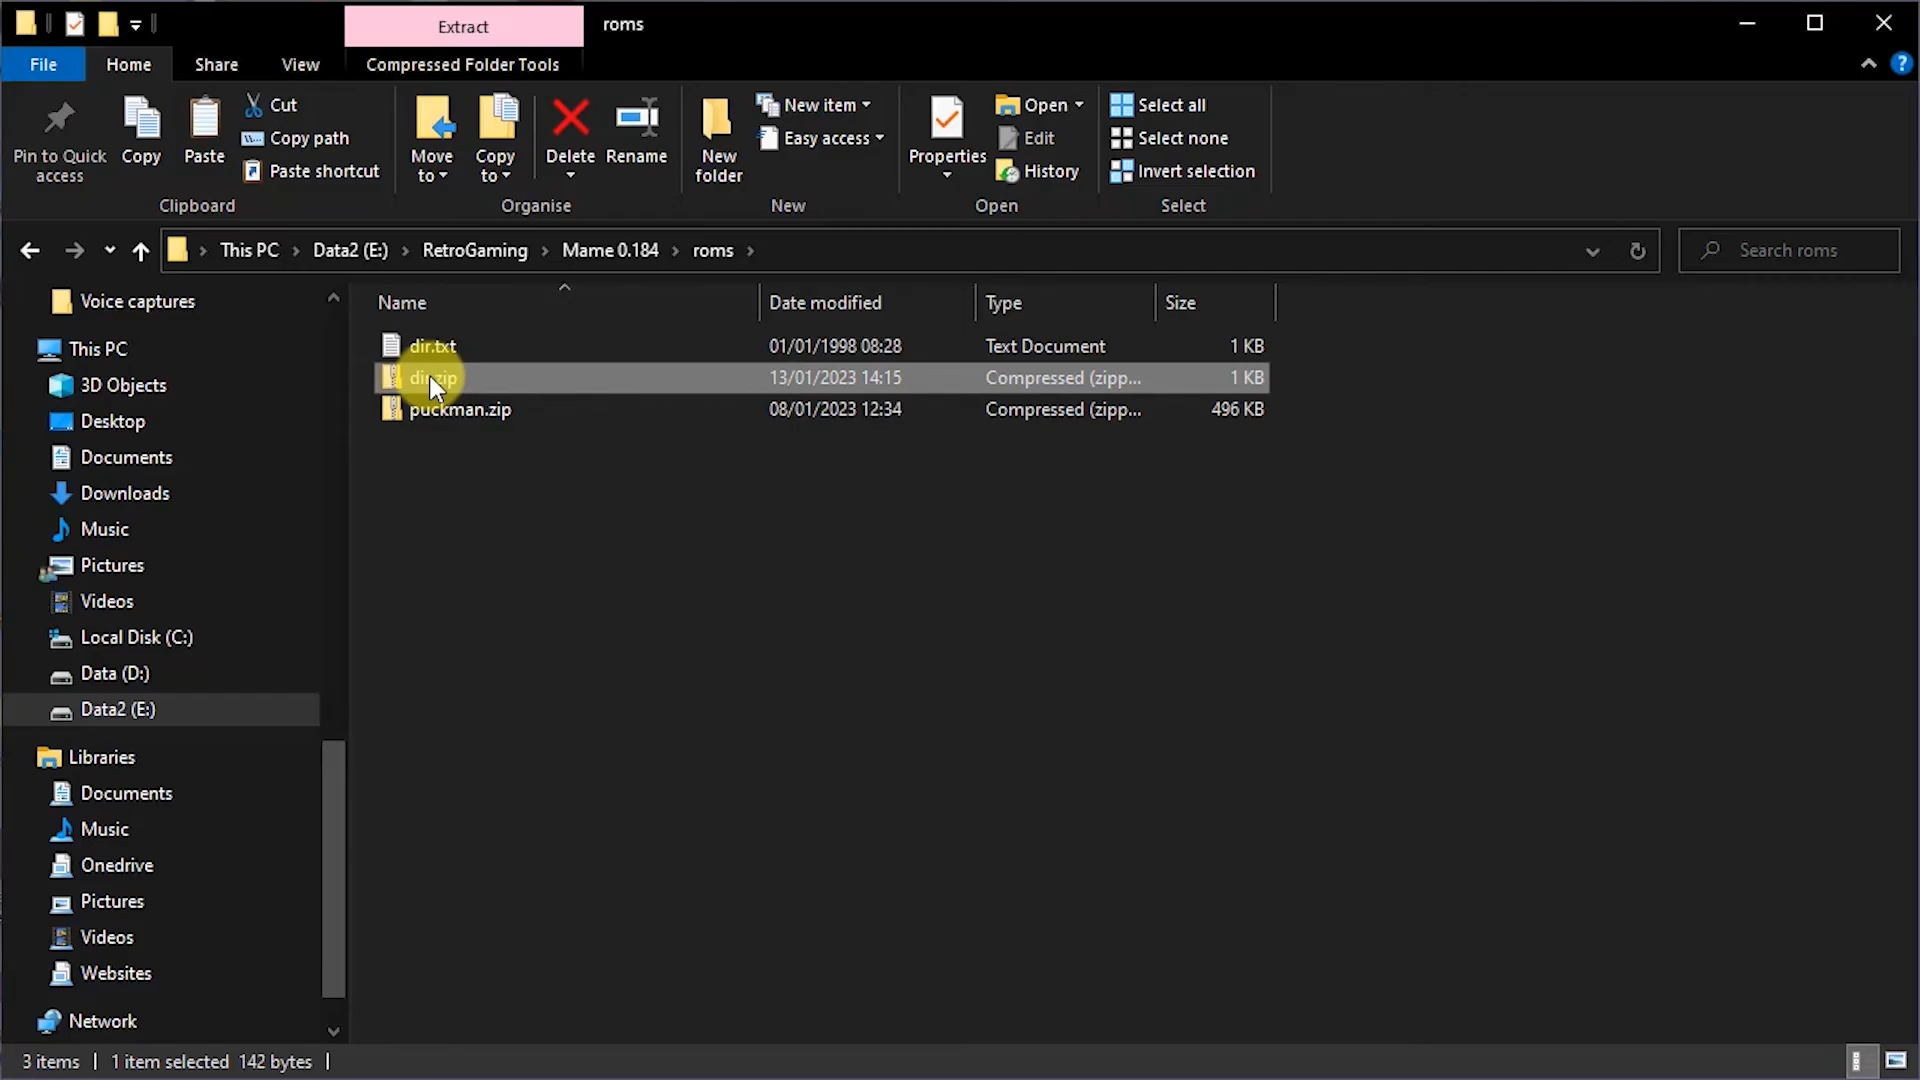 Extract
roms
File
Home
Share
View
Compressed Folder Tools
?
Pin to Quick access
Copy
Paste
Cut
Copy path
Paste shortcut
Clipboard
Move to
Copy to
Delete
Rename
Organise
New folder
New item
Easy access
New
Properties
Open
Edit
History
Open
Select all
Select none
Invert selection
Select
This PC > Data2 (E:) > RetroGaming > Mame 0.184 > roms >
Search roms
Name
Date modified
Type
Size
dir.txt 01/01/1998 08:28 Text Document 1 KB
dir.zip 13/01/2023 14:15 Compressed (zipp... 1 KB
puckman.zip 08/01/2023 12:34 Compressed (zipp... 496 KB
Voice captures
This PC
3D Objects
Desktop
Documents
Downloads
Music
Pictures
Videos
Local Disk (C:)
Data (D:)
Data2 (E:)
Libraries
Documents
Music
Onedrive
Pictures
Videos
Websites
Network
3 items
1 item selected 142 bytes